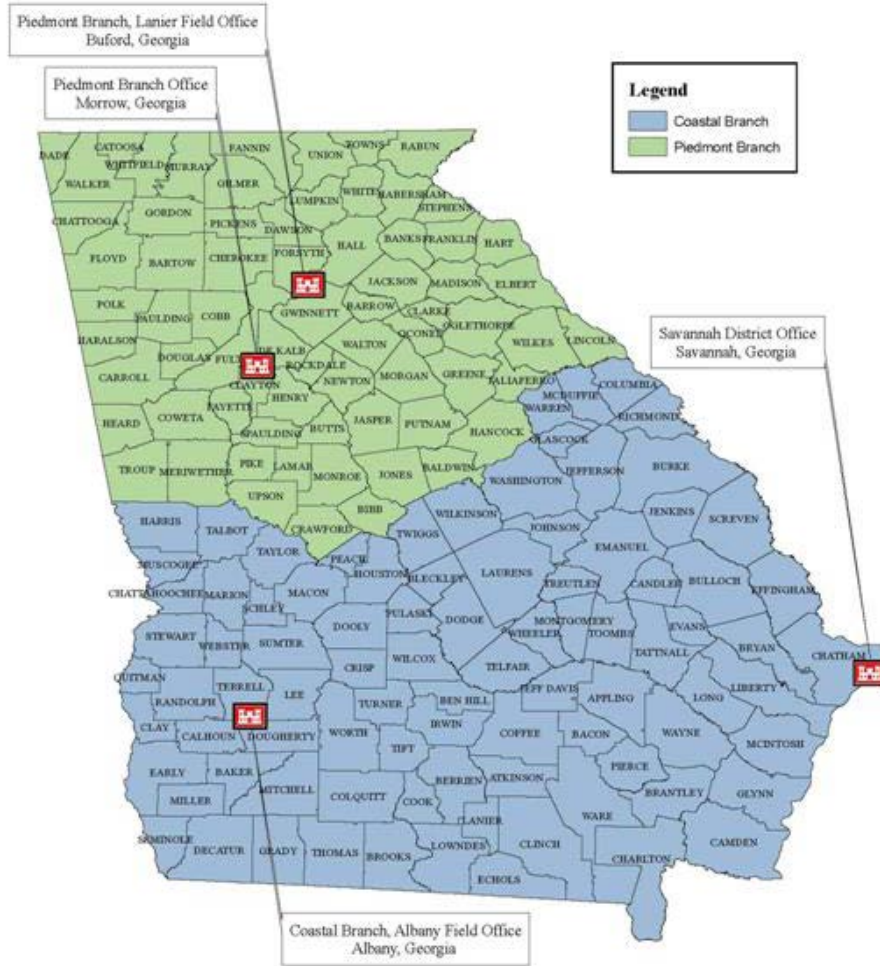 Piedmont Branch, Lanier Field Office
Buford, Georgia
Piedmont Branch Office
Morrow, Georgia
Legend
Coastal Branch
Piedmont Branch
Savannah District Office
Savannah, Georgia
DADE
CATOOSA
WHITFIELD
MURRAY
FANNIN
UNION
TOWNS
RABUN
WALKER
GILMER
LUMPKIN
WHITE
HABERSHAM
STEPHENS
CHATTOOGA
GORDON
PICKENS
DAWSON
HALL
BANKS
FRANKLIN
HART
FLOYD
BARTOW
CHEROKEE
FORSYTH
JACKSON
MADISON
ELBERT
POLK
PAULDING
COBB
GWINNETT
BARROW
CLARKE
OCONEE
OGLETHORPE
WILKES
LINCOLN
HARALSON
DOUGLAS
DE KALB
ROCKDALE
WALTON
CARROLL
CLAYTON
NEWTON
MORGAN
GREENE
TALIAFERRO
HEARD
COWETA
FAYETTE
HENRY
SPAULDING
BUTTS
JASPER
PUTNAM
HANCOCK
MCDUFFIE
COLUMBIA
WARREN
RICHMOND
TROUP
MERIWETHER
PIKE
LAMAR
MONROE
JONES
BALDWIN
GLASCOCK
UPSON
BIBB
CRAWFORD
WASHINGTON
JEFFERSON
BURKE
HARRIS
TALBOT
TAYLOR
PEACH
HOUSTON
TWIGGS
WILKINSON
JOHNSON
JENKINS
SCREVEN
MUSCOGEE
CHATTAHOOCHEE
MARION
SCHLEY
MACON
BLECKLEY
LAURENS
EMANUEL
TREUTLEN
CANDLER
BULLOCH
EFFINGHAM
STEWART
WEBSTER
SUMTER
DOOLY
PULASKI
DODGE
WHEELER
MONTGOMERY
TOOMBS
TATTNALL
EVANS
BRYAN
CHATHAM
QUITMAN
RANDOLPH
TERRELL
LEE
CRISP
WILCOX
TELFAIR
JEFF DAVIS
APPLING
LONG
LIBERTY
CLAY
CALHOUN
DOUGHERTY
WORTH
TURNER
BEN HILL
IRWIN
COFFEE
BACON
WAYNE
MCINTOSH
EARLY
BAKER
MITCHELL
TIFT
BERRIEN
ATKINSON
PIERCE
BRANTLEY
GLYNN
MILLER
COLQUITT
COOK
LANIER
WARE
SEMINOLE
DECATUR
GRADY
THOMAS
BROOKS
LOWNDES
CLINCH
ECHOLS
CHARLTON
CAMDEN
Coastal Branch, Albany Field Office
Albany, Georgia